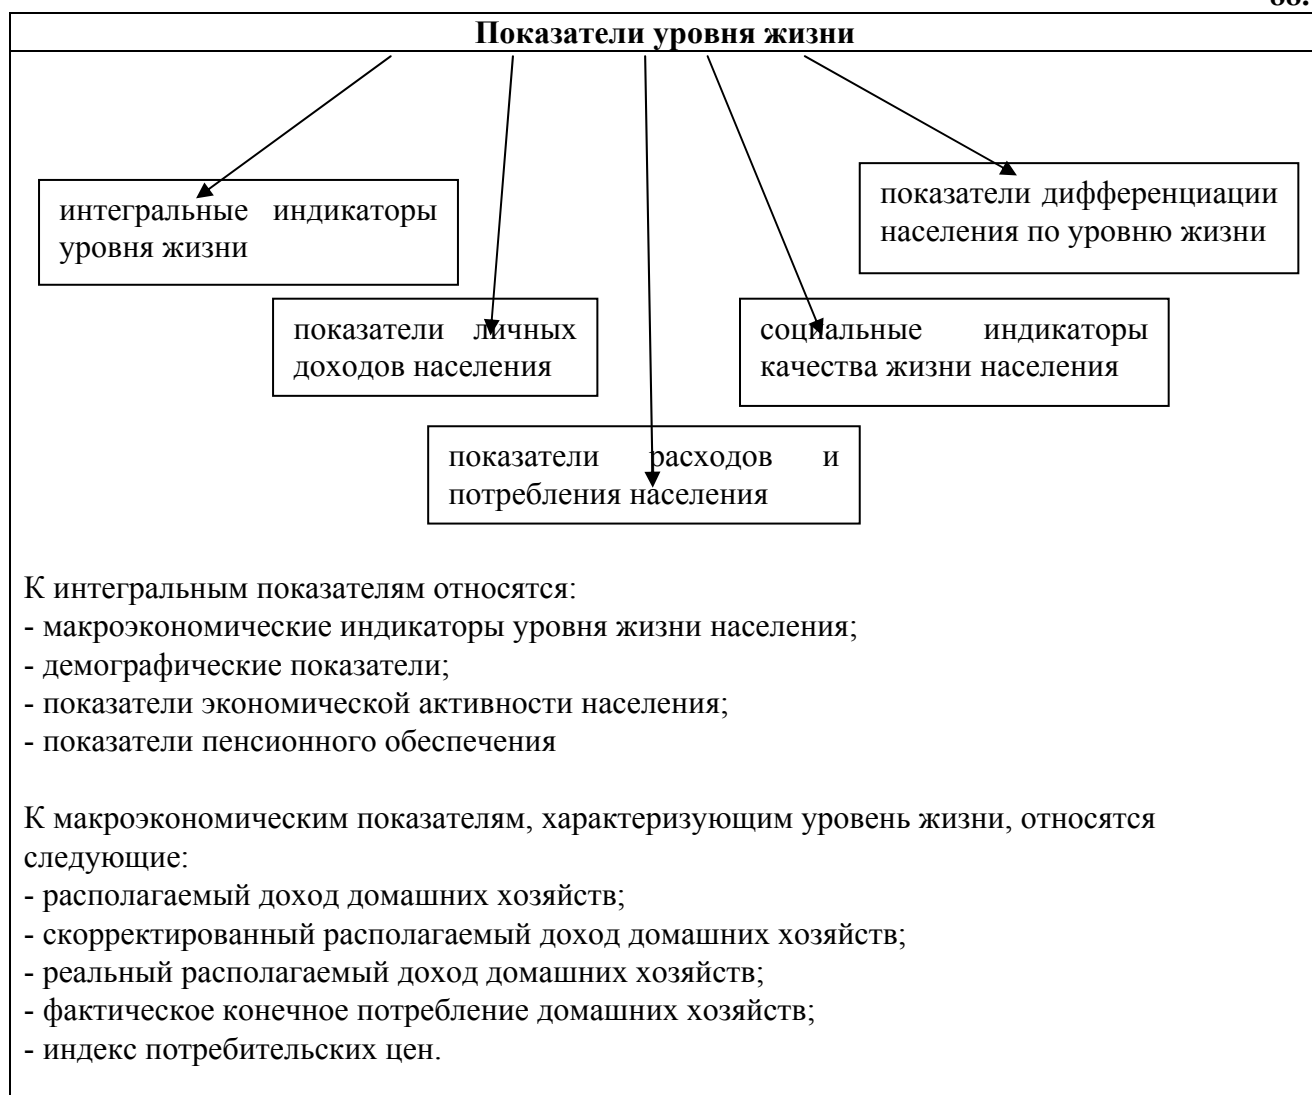 Показатели уровня жизни
интегральные индикаторы
уровня жизни
показатели дифференциации
населения по уровню жизни
показатели личных
доходов населения
социальные индикаторы
качества жизни населения
показатели расходов и
потребления населения
К интегральным показателям относятся:
- макроэкономические индикаторы уровня жизни населения;
- демографические показатели;
- показатели экономической активности населения;
- показатели пенсионного обеспечения
К макроэкономическим показателям, характеризующим уровень жизни, относятся
следующие:
- располагаемый доход домашних хозяйств;
- скорректированный располагаемый доход домашних хозяйств;
- реальный располагаемый доход домашних хозяйств;
- фактическое конечное потребление домашних хозяйств;
- индекс потребительских цен.